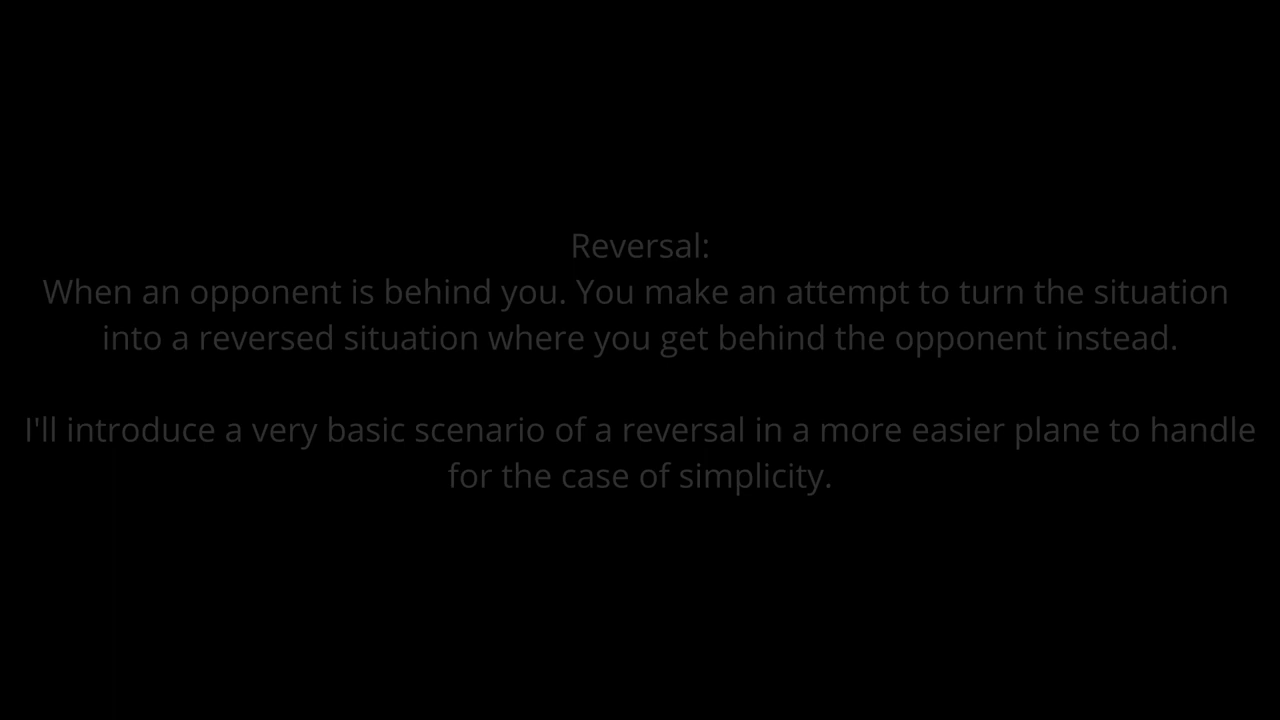 Reversal:
When an opponent is behind you. You make an attempt to turn the situation
into a reversed situation where you get behind the opponent instead.
I'll introduce a very basic scenario of a reversal in a more easier plane to handle
for the case of simplicity.